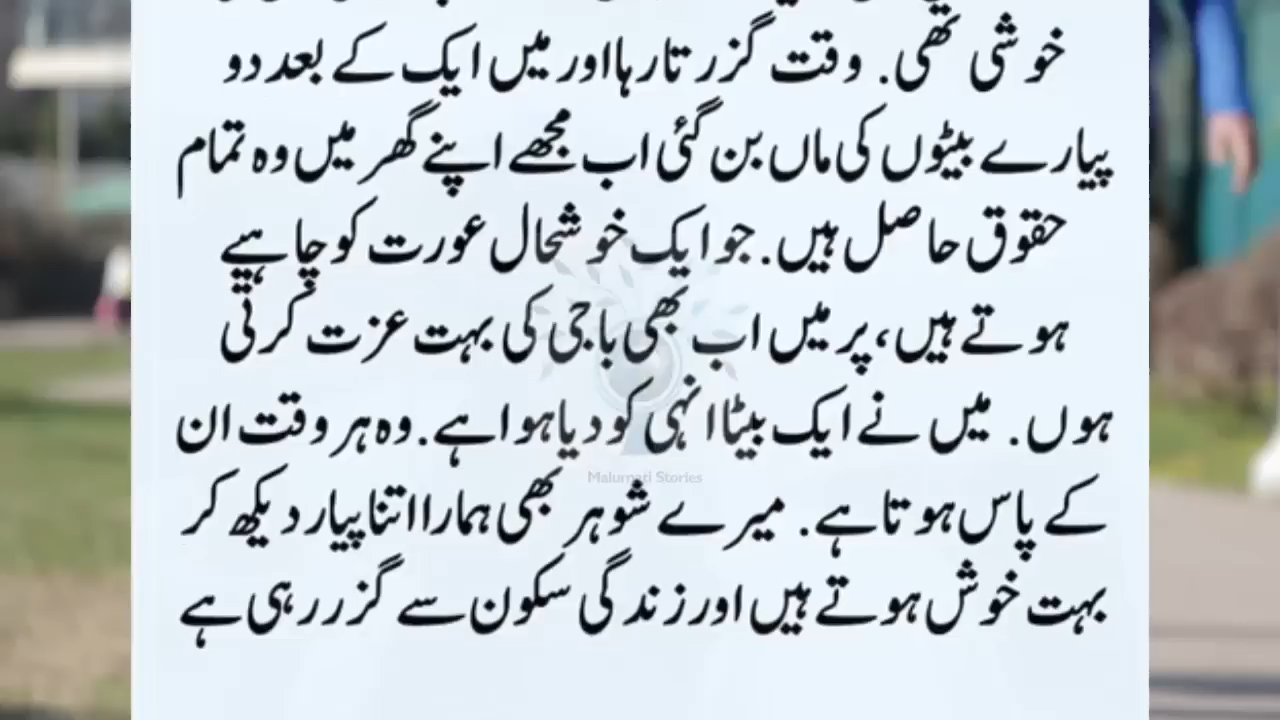 خوشی تھی. وقت گزرتا رہا اور میں ایک کے بعد دو
پیارے بیٹوں کی ماں بن گئی اب مجھے اپنے گھر میں وہ تمام
حقوق حاصل ہیں. جو ایک خوشحال عورت کو چاہیے
ہوتے ہیں، پر میں اب بھی باجی کی بہت عزت کرتی
ہوں. میں نے ایک بیٹا انہی کو دیا ہوا ہے. وہ ہر وقت ان
Malumati Stories
کے پاس ہوتا ہے. میرے شوہر بھی ہمارا اتنا پیار دیکھ کر
بہت خوش ہوتے ہیں اور زندگی سکون سے گزر رہی ہے